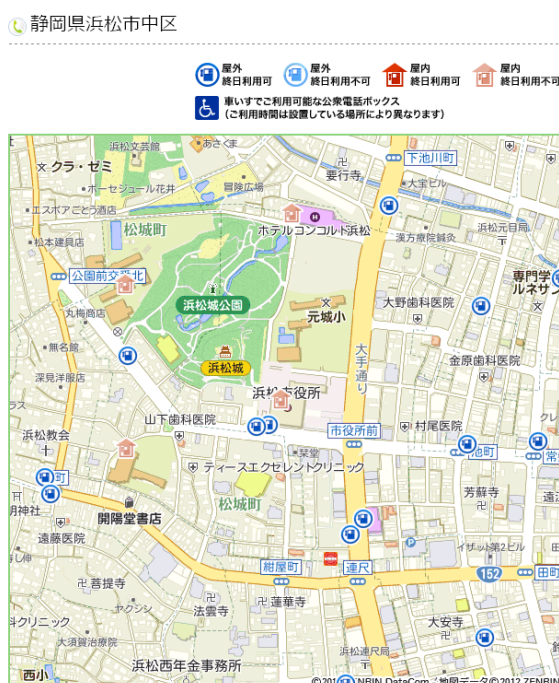 静岡県浜松市中区
屋外
終日利用可
屋外
終日利用不可
屋内
終日利用可
屋内
終日利用不可
車いすでご利用可能な公衆電話ボックス
(ご利用時間は設置している場所により異なります)
浜松文芸館
あさくま
下池川町
クラ・ゼミ
要行寺
冒険広場
大宝ビル
ホーセジュール花井
エスポアごとう酒店
松城町
ホテルコンコルド浜松
漢方療院鍼灸
浜松元目局
松本建具店
公園前交番北
専門学
ルネサン
浜松城公園
大野歯科医院
丸梅商店
元城小
無名館
大手通り
金原歯科医院
浜松城
深見洋服店
浜松市役所
クレ
ラス
山下歯科医院
村尾医院
浜松教会
市役所前
栞堂
池町
常
町
ティースエクセレントクリニック
芳蘇寺
遠江
松城町
明神社
開陽堂書店
遠藤医院
イザット第2ビル
田
紺屋町
連尺
152
田町
菩提寺
ヤクシジ
法雲寺
蓮華寺
科クリニック
大安寺
大須賀治療院
浜松連尺局
浜松西年金事務所
西小
NRIN DataCom／地図データ©2012 ZENRIN